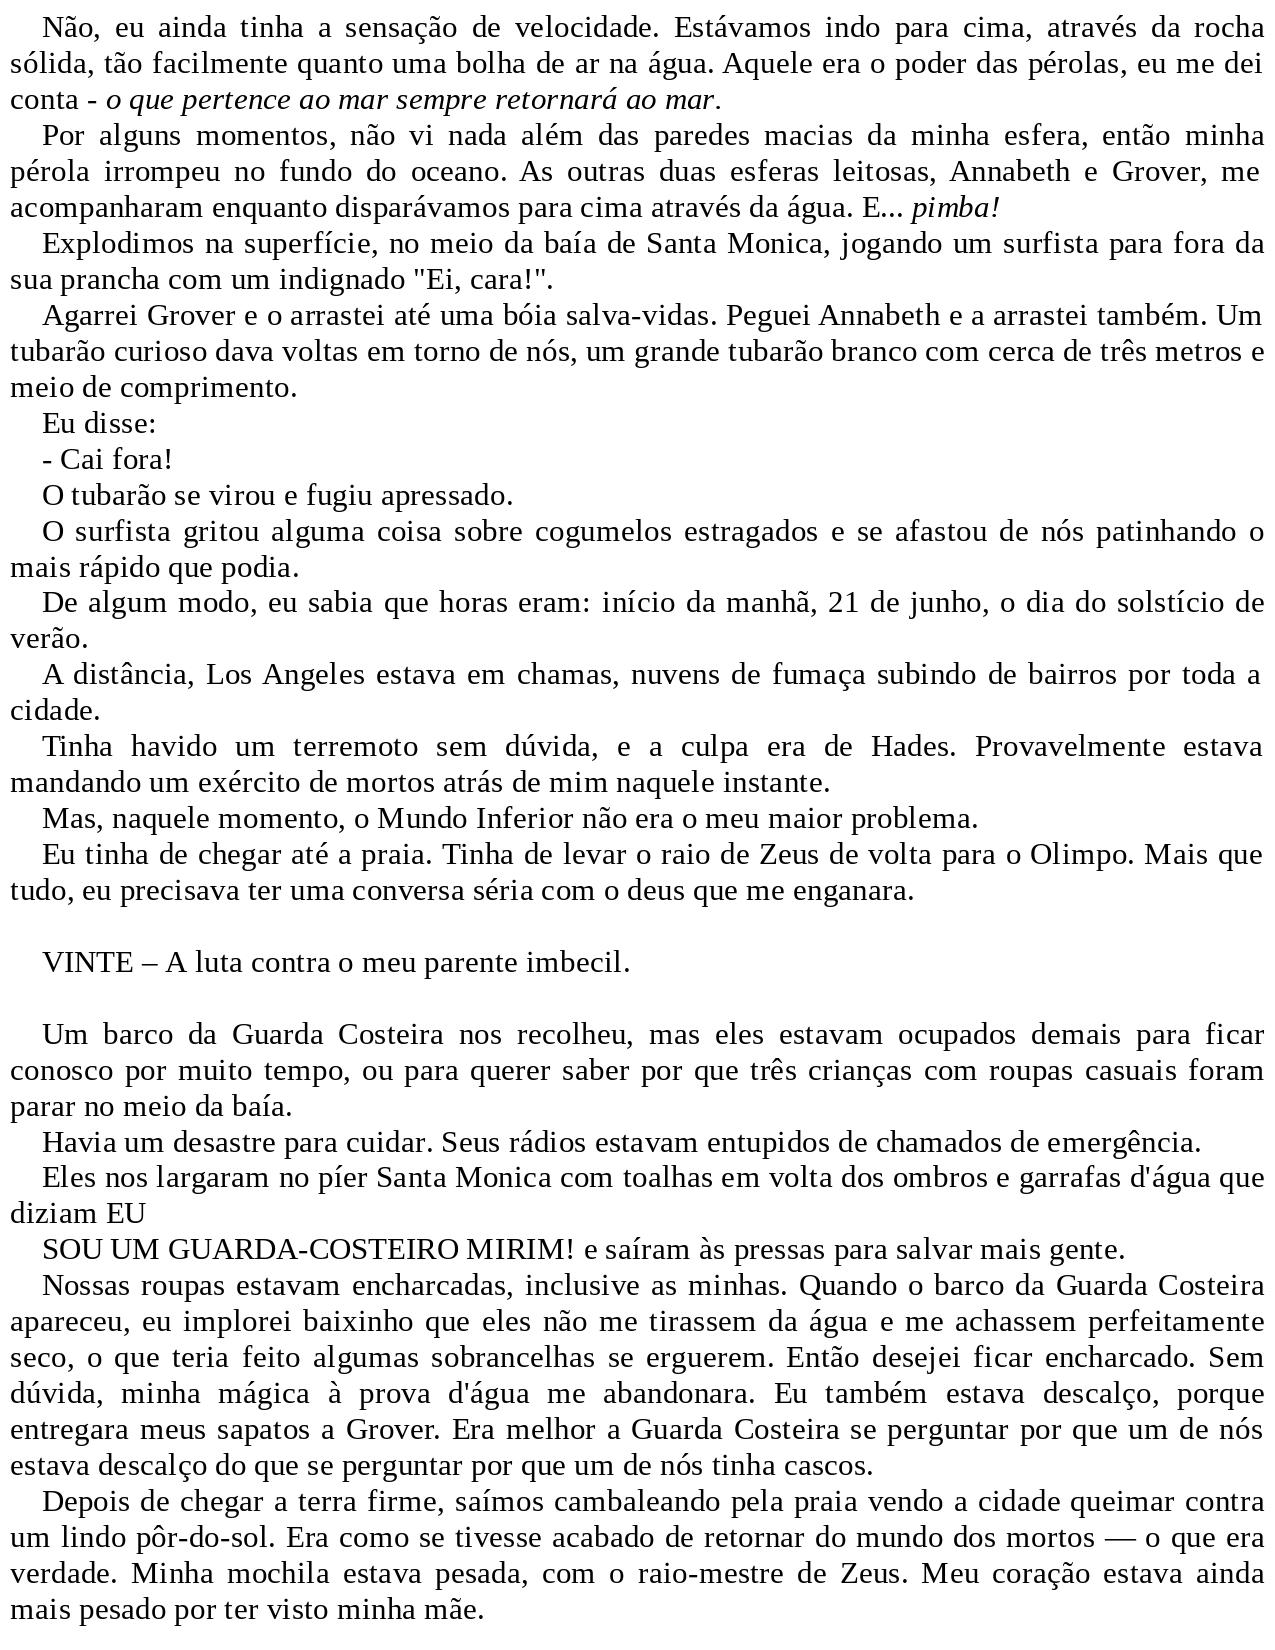 Não, eu ainda tinha a sensação de velocidade. Estávamos indo para cima, através da rocha
sólida, tão facilmente quanto uma bolha de ar na água. Aquele era o poder das pérolas, eu me dei
conta - o que pertence ao mar sempre retornará ao mar.
Por alguns momentos, não vi nada além das paredes macias da minha esfera, então minha
pérola irrompeu no fundo do oceano. As outras duas esferas leitosas, Annabeth e Grover, me
acompanharam enquanto disparávamos para cima através da água. E... pimba!
Explodimos na superfície, no meio da baía de Santa Monica, jogando um surfista para fora da
sua prancha com um indignado "Ei, cara!".
Agarrei Grover e o arrastei até uma bóia salva-vidas. Peguei Annabeth e a arrastei também. Um
tubarão curioso dava voltas em torno de nós, um grande tubarão branco com cerca de três metros e
meio de comprimento.
Eu disse:
- Cai fora!
O tubarão se virou e fugiu apressado.
O surfista gritou alguma coisa sobre cogumelos estragados e se afastou de nós patinhando o
mais rápido que podia.
De algum modo, eu sabia que horas eram: início da manhã, 21 de junho, o dia do solstício de
verão.
A distância, Los Angeles estava em chamas, nuvens de fumaça subindo de bairros por toda a
cidade.
Tinha havido um terremoto sem dúvida, e a culpa era de Hades. Provavelmente estava
mandando um exército de mortos atrás de mim naquele instante.
Mas, naquele momento, o Mundo Inferior não era o meu maior problema.
Eu tinha de chegar até a praia. Tinha de levar o raio de Zeus de volta para o Olimpo. Mais que
tudo, eu precisava ter uma conversa séria com o deus que me enganara.
VINTE – A luta contra o meu parente imbecil.
Um barco da Guarda Costeira nos recolheu, mas eles estavam ocupados demais para ficar
conosco por muito tempo, ou para querer saber por que três crianças com roupas casuais foram
parar no meio da baía.
Havia um desastre para cuidar. Seus rádios estavam entupidos de chamados de emergência.
Eles nos largaram no píer Santa Monica com toalhas em volta dos ombros e garrafas d'água que
diziam EU
SOU UM GUARDA-COSTEIRO MIRIM! e saíram às pressas para salvar mais gente.
Nossas roupas estavam encharcadas, inclusive as minhas. Quando o barco da Guarda Costeira
apareceu, eu implorei baixinho que eles não me tirassem da água e me achassem perfeitamente
seco, o que teria feito algumas sobrancelhas se erguerem. Então desejei ficar encharcado. Sem
dúvida, minha mágica à prova d'água me abandonara. Eu também estava descalço, porque
entregara meus sapatos a Grover. Era melhor a Guarda Costeira se perguntar por que um de nós
estava descalço do que se perguntar por que um de nós tinha cascos.
Depois de chegar a terra firme, saímos cambaleando pela praia vendo a cidade queimar contra
um lindo pôr-do-sol. Era como se tivesse acabado de retornar do mundo dos mortos — o que era
verdade. Minha mochila estava pesada, com o raio-mestre de Zeus. Meu coração estava ainda
mais pesado por ter visto minha mãe.